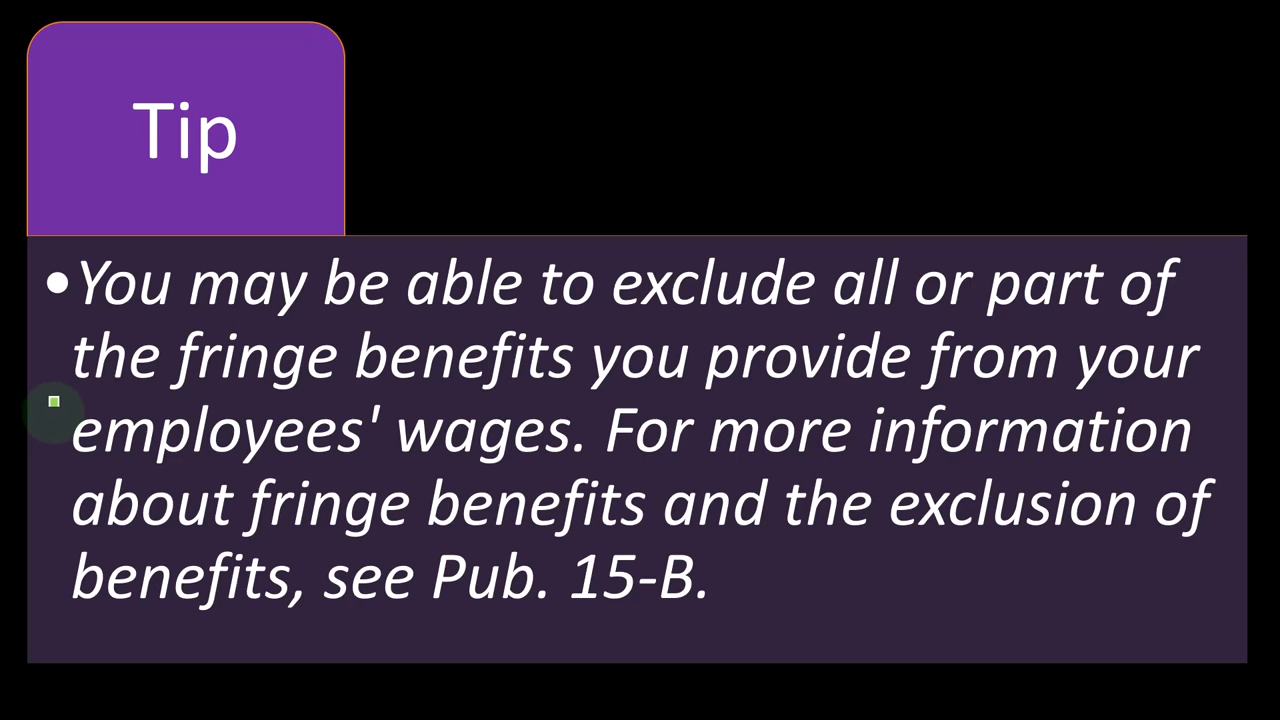 Tip
•You may be able to exclude all or part of
the fringe benefits you provide from your
employees' wages. For more information
about fringe benefits and the exclusion of
benefits, see Pub. 15-B.